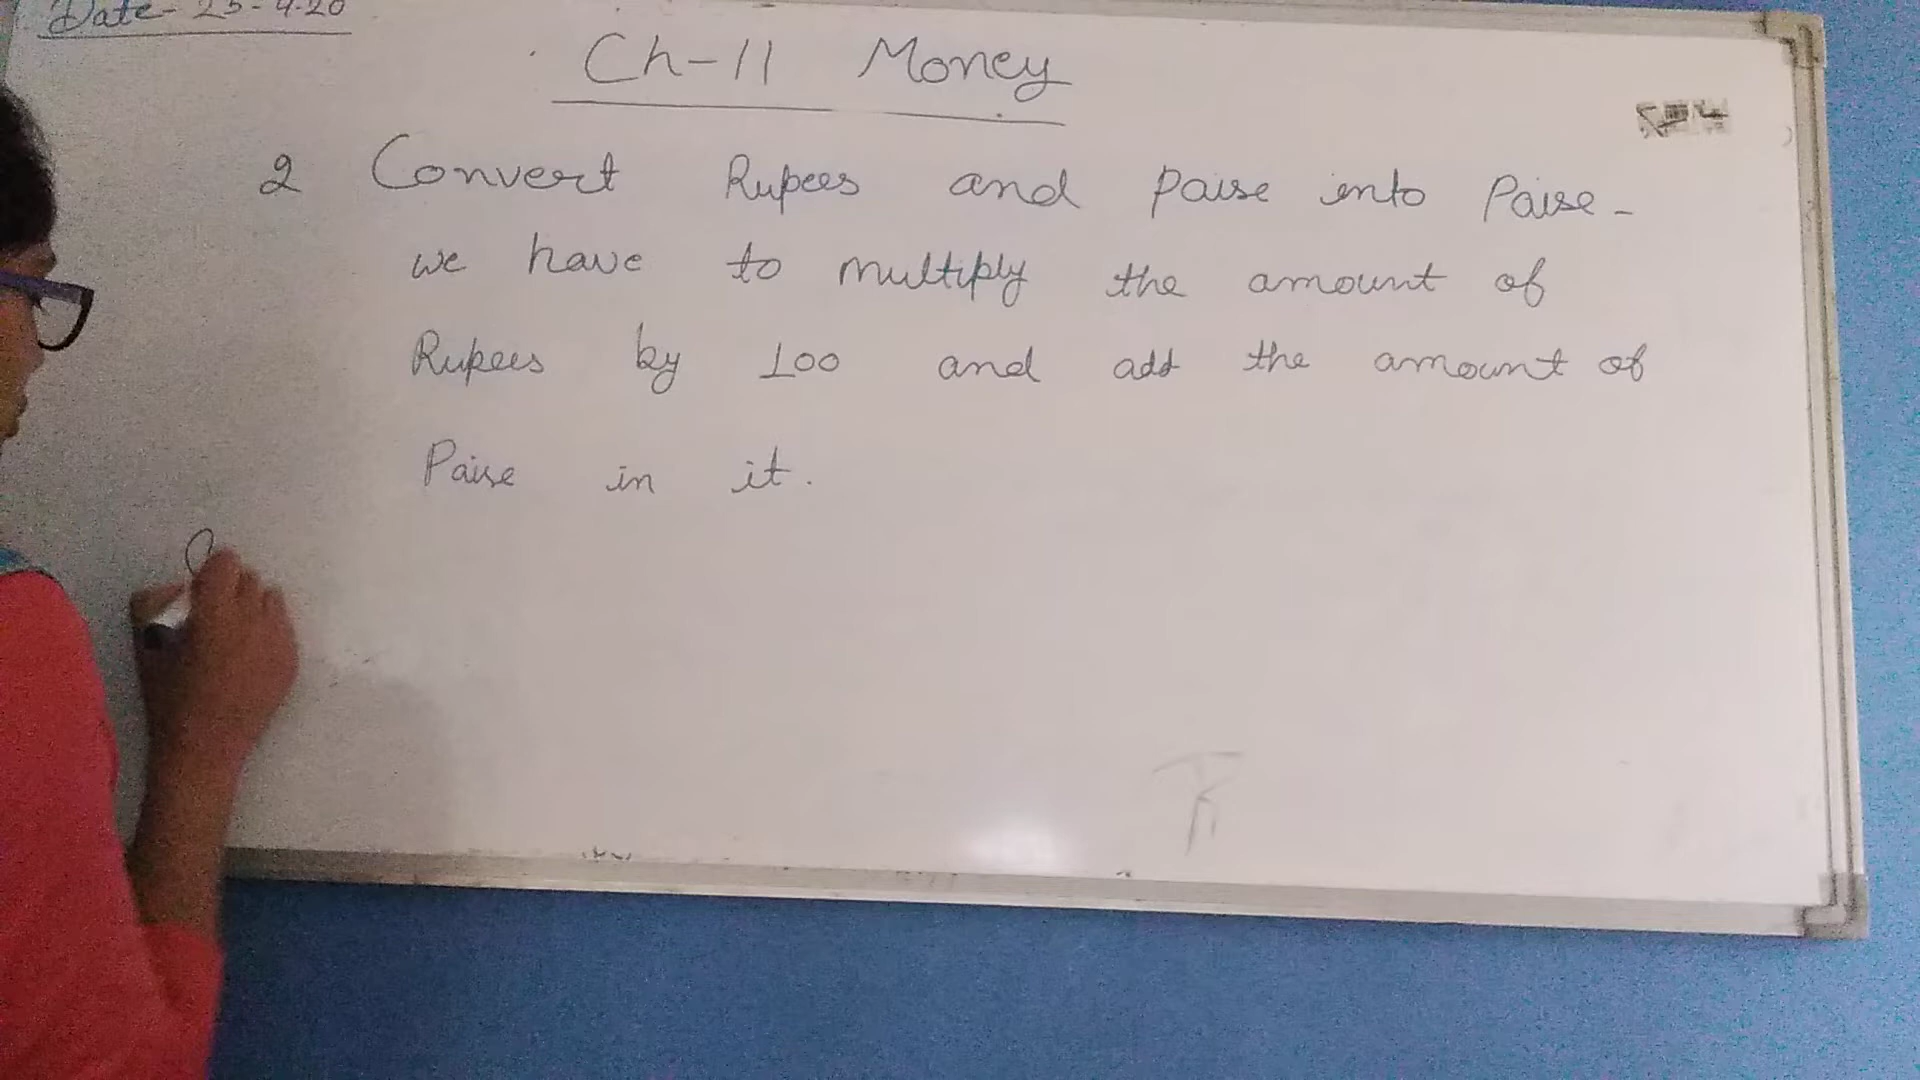 Date- 25-4-20
Ch-11 Money
2 Convert Rupees and Paise into Paise-
we have to multiply the amount of
Rupees by 100 and add the amount of
Paise in it.